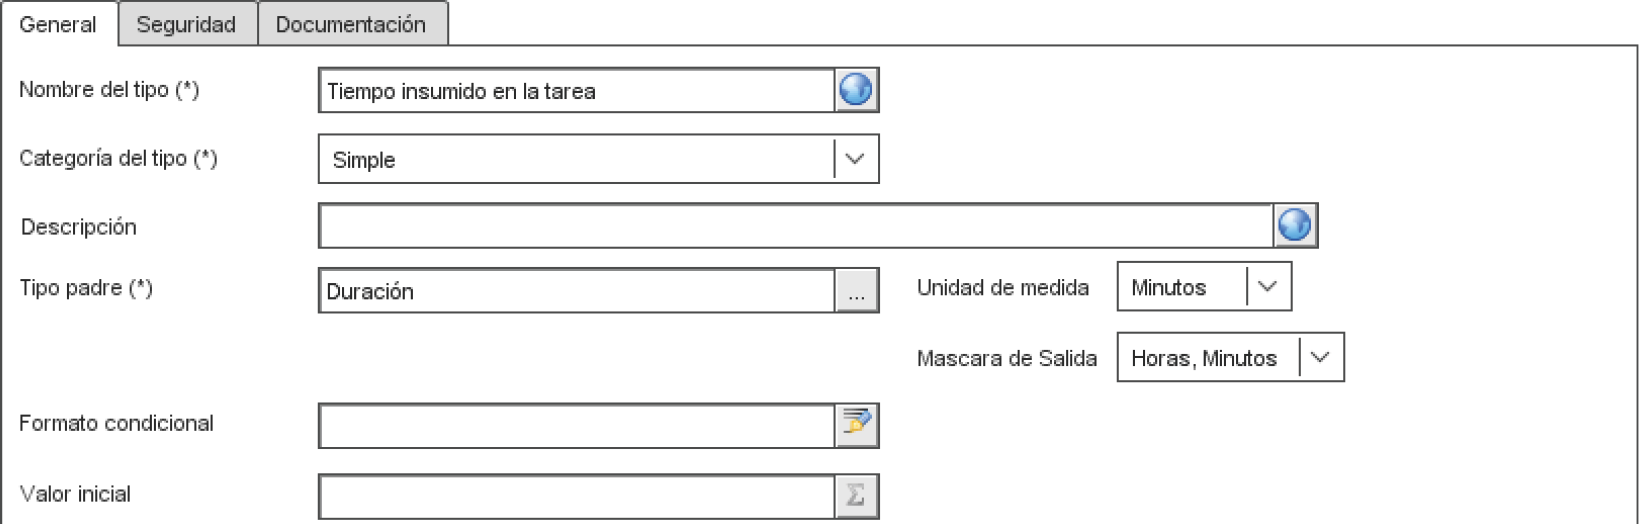 General Seguridad Documentación
Nombre del tipo (*) Tiempo insumido en la tarea
Categoría del tipo (*) Simple
Descripción
Tipo padre (*) Duración ... Unidad de medida Minutos
Mascara de Salida Horas, Minutos
Formato condicional
Valor inicial Σ